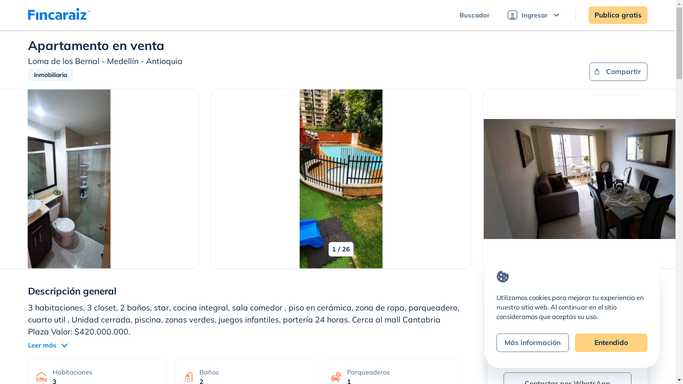 Fincaraiz
Buscador
Ingresar
Publica gratis
Apartamento en venta
Loma de los Bernal - Medellín - Antioquia
Inmobiliaria
Compartir
1 / 26
Descripción general
3 habitaciones, 3 closet, 2 baños, star, cocina integral, sala comedor , piso en cerámica, zona de ropa, parqueadero,
cuarto util , Unidad cerrada, piscina, zonas verdes, juegos infantiles, portería 24 horas. Cerca al mall Cantabria
Plaza Valor: $420.000.000.
Leer más
Habitaciones
3
Baños
2
Parqueaderos
1
Utilizamos cookies para mejorar tu experiencia en
nuestro sitio web. Al continuar en el sitio
consideramos que aceptas su uso.
Más información
Entendido
Contactar por WhatsApp